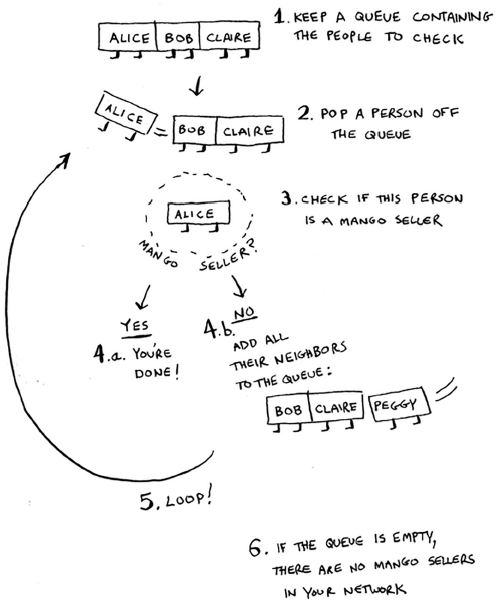 1. KEEP A QUEUE CONTAINING
THE PEOPLE TO CHECK
ALICE BOB CLAIRE
2. POP A PERSON OFF
THE QUEUE
ALICE BOB CLAIRE
3. CHECK IF THIS PERSON
IS A MANGO SELLER
ALICE
MANGO SELLER?
YES
4.a. YOU'RE
DONE!
NO
4.b. ADD ALL
THEIR NEIGHBORS
TO THE QUEUE:
BOB CLAIRE PEGGY
5. LOOP!
6. IF THE QUEUE IS EMPTY,
THERE ARE NO MANGO SELLERS
IN YOUR NETWORK